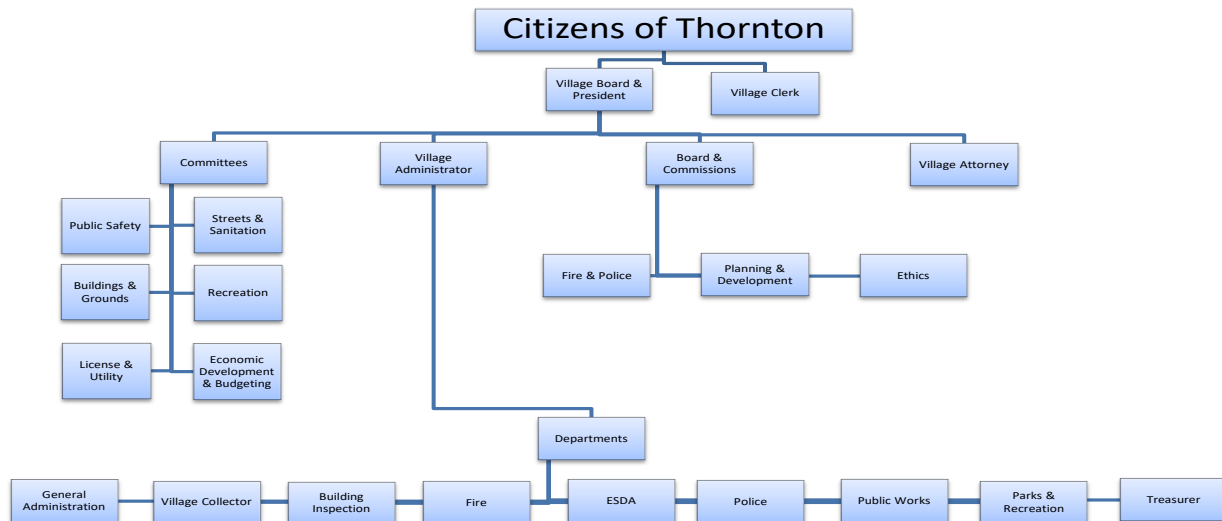 Citizens of Thornton
Village Board &
President
Village Clerk
Committees
Village
Administrator
Board &
Commissions
Village Attorney
Public Safety
Streets &
Sanitation
Buildings &
Grounds
Recreation
License &
Utility
Economic
Development
& Budgeting
Fire & Police
Planning &
Development
Ethics
Departments
General
Administration
Village Collector
Building
Inspection
Fire
ESDA
Police
Public Works
Parks &
Recreation
Treasurer